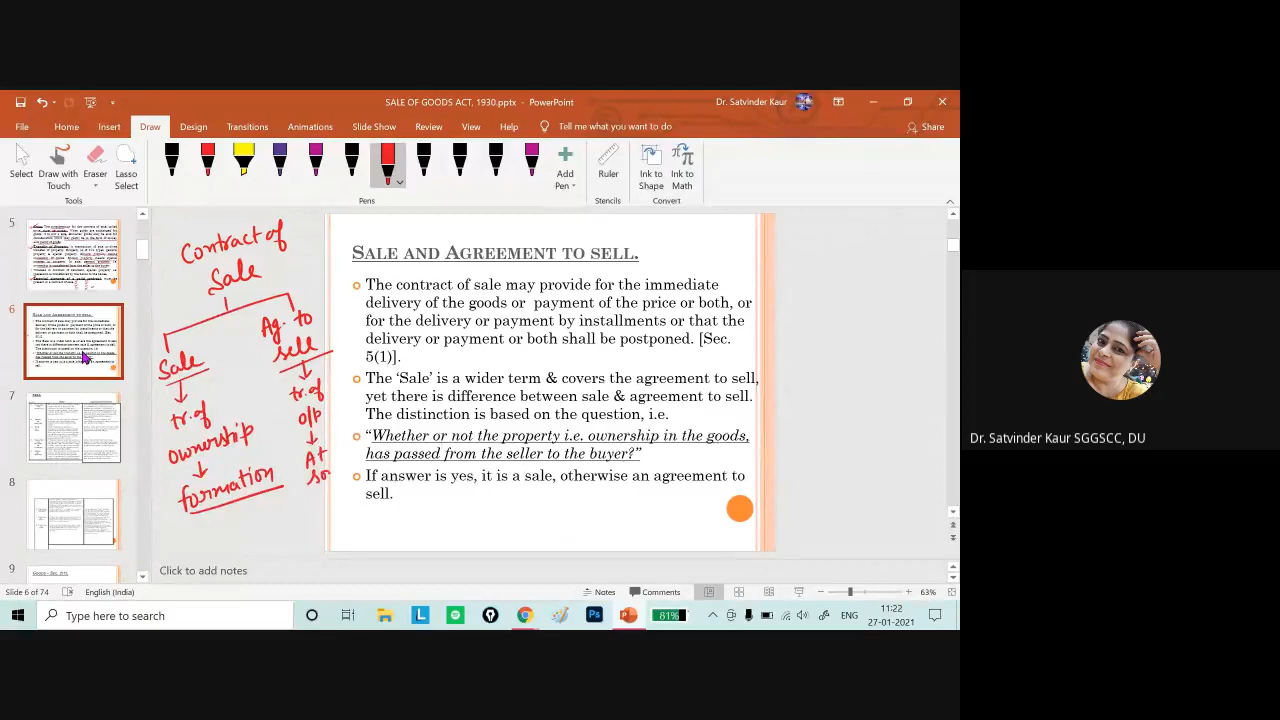 SALE OF GOODS ACT, 1930.pptx - PowerPoint
Dr. Satvinder Kaur
File Home Insert Draw Design Transitions Animations Slide Show Review View Help Tell me what you want to do Share
Select
Draw with Touch
Eraser
Lasso Select
Add Pen
Ruler
Ink to Shape
Ink to Math
Tools
Pens
Stencils
Convert
5
6
7
8
9
Contract of
Sale
Sale
Ag. to
sell
tr. of
ownership
formation
tr. of
o/p
At
SALE AND AGREEMENT TO SELL.
The contract of sale may provide for the immediate
delivery of the goods or payment of the price or both, or
for the delivery or payment by installments or that the
delivery or payment or both shall be postponed. [Sec.
5(1)].
The ‘Sale’ is a wider term & covers the agreement to sell,
yet there is difference between sale & agreement to sell.
The distinction is based on the question, i.e.
“Whether or not the property i.e. ownership in the goods,
has passed from the seller to the buyer?”
If answer is yes, it is a sale, otherwise an agreement to
sell.
Click to add notes
Slide 6 of 74 English (India) Notes Comments 63%
Type here to search
L
Ps
81%
ENG
11:22
27-01-2021
Dr. Satvinder Kaur SGGSCC, DU